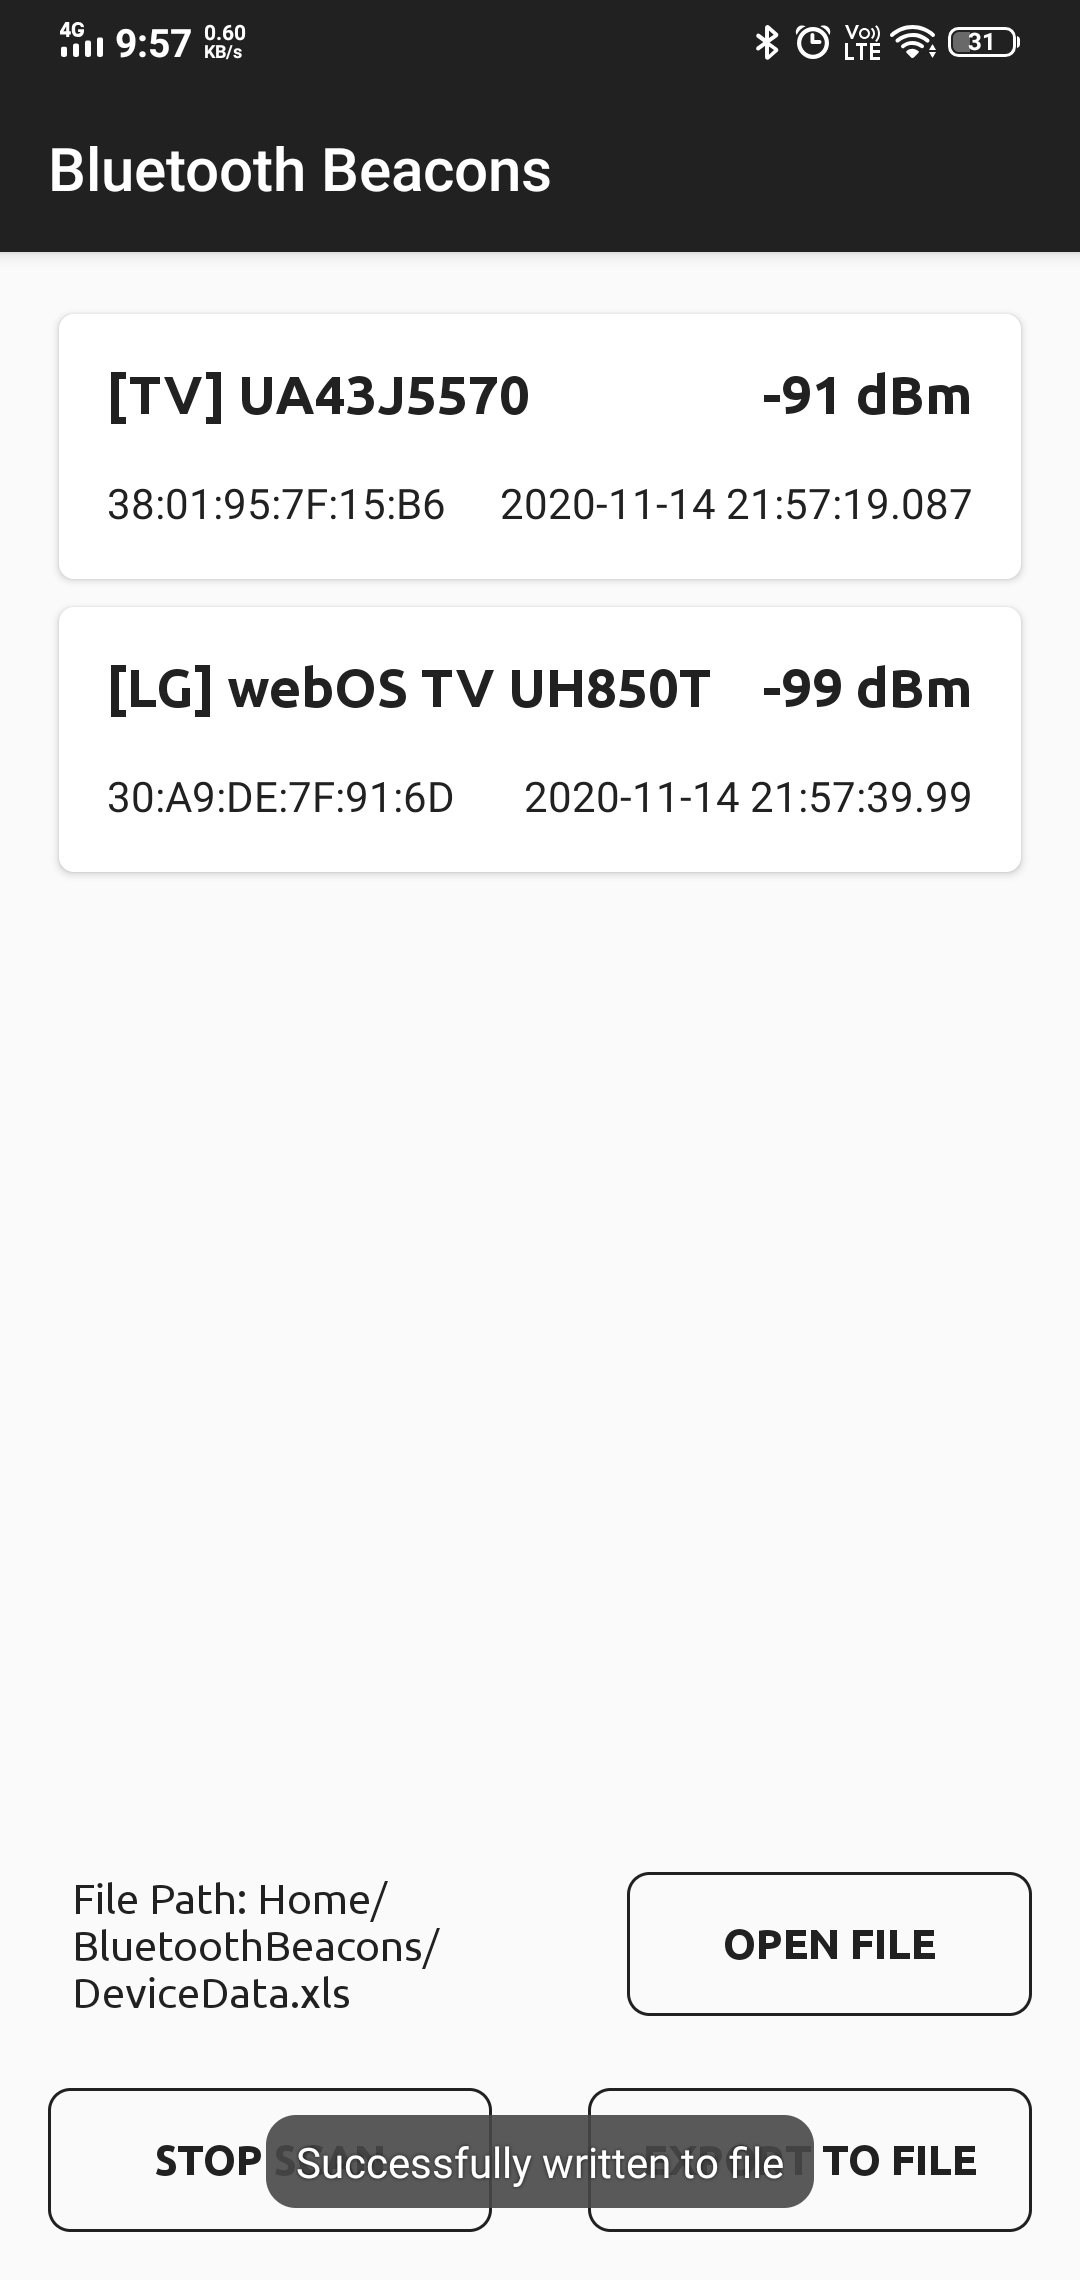 4G 9:57 0.60 KB/s Vo)) LTE 31
Bluetooth Beacons
[TV] UA43J5570 -91 dBm
38:01:95:7F:15:B6 2020-11-14 21:57:19.087
[LG] webOS TV UH850T -99 dBm
30:A9:DE:7F:91:6D 2020-11-14 21:57:39.99
File Path: Home/
BluetoothBeacons/
DeviceData.xls
OPEN FILE
STOP SCAN
EXPORT TO FILE
Successfully written to file